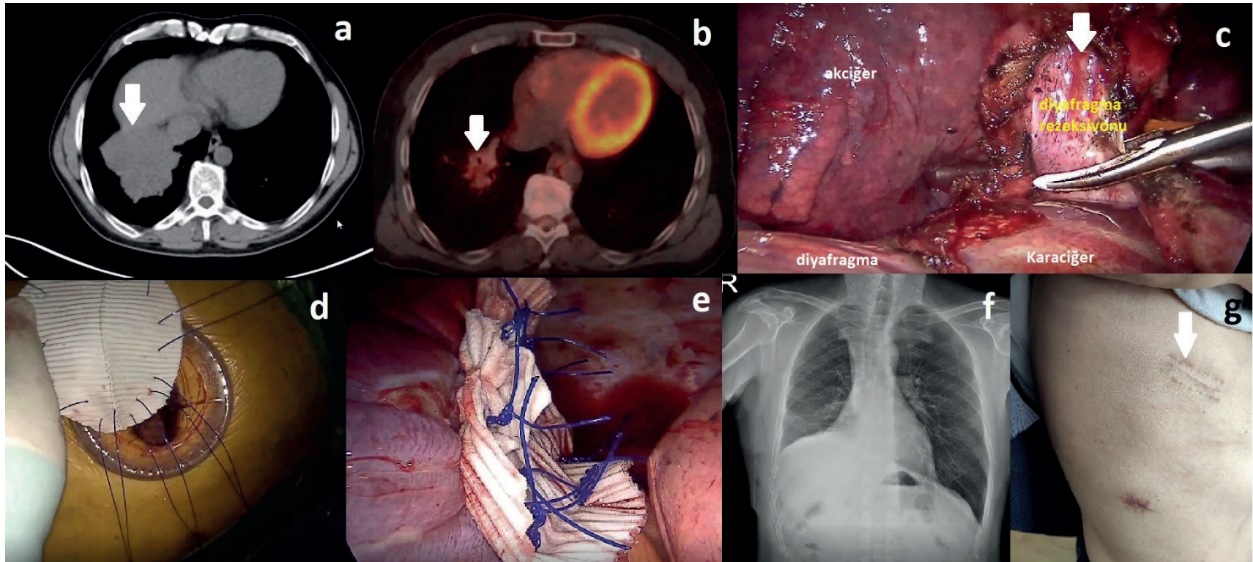 a
b
c
akciğer
diyafragma
rezeksiyonu
diyafragma
Karaciğer
d
e
R
f
g